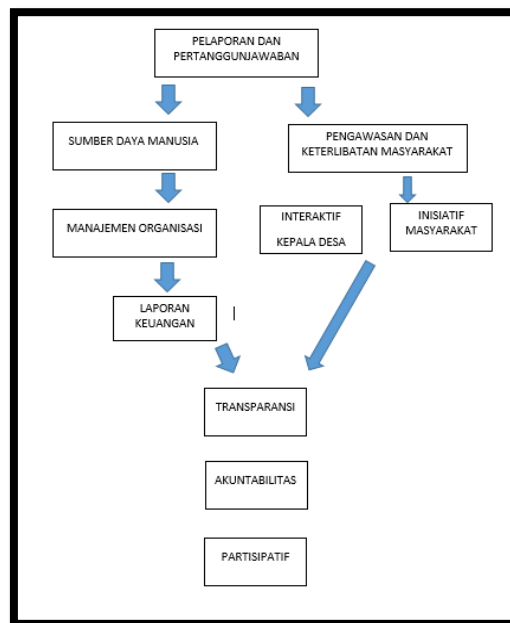 PELAPORAN DAN
PERTANGGUNJAWABAN
SUMBER DAYA MANUSIA
PENGAWASAN DAN
KETERLIBATAN MASYARAKAT
MANAJEMEN ORGANISASI
INTERAKTIF
KEPALA DESA
INISIATIF
MASYARAKAT
LAPORAN
KEUANGAN
TRANSPARANSI
AKUNTABILITAS
PARTISIPATIF